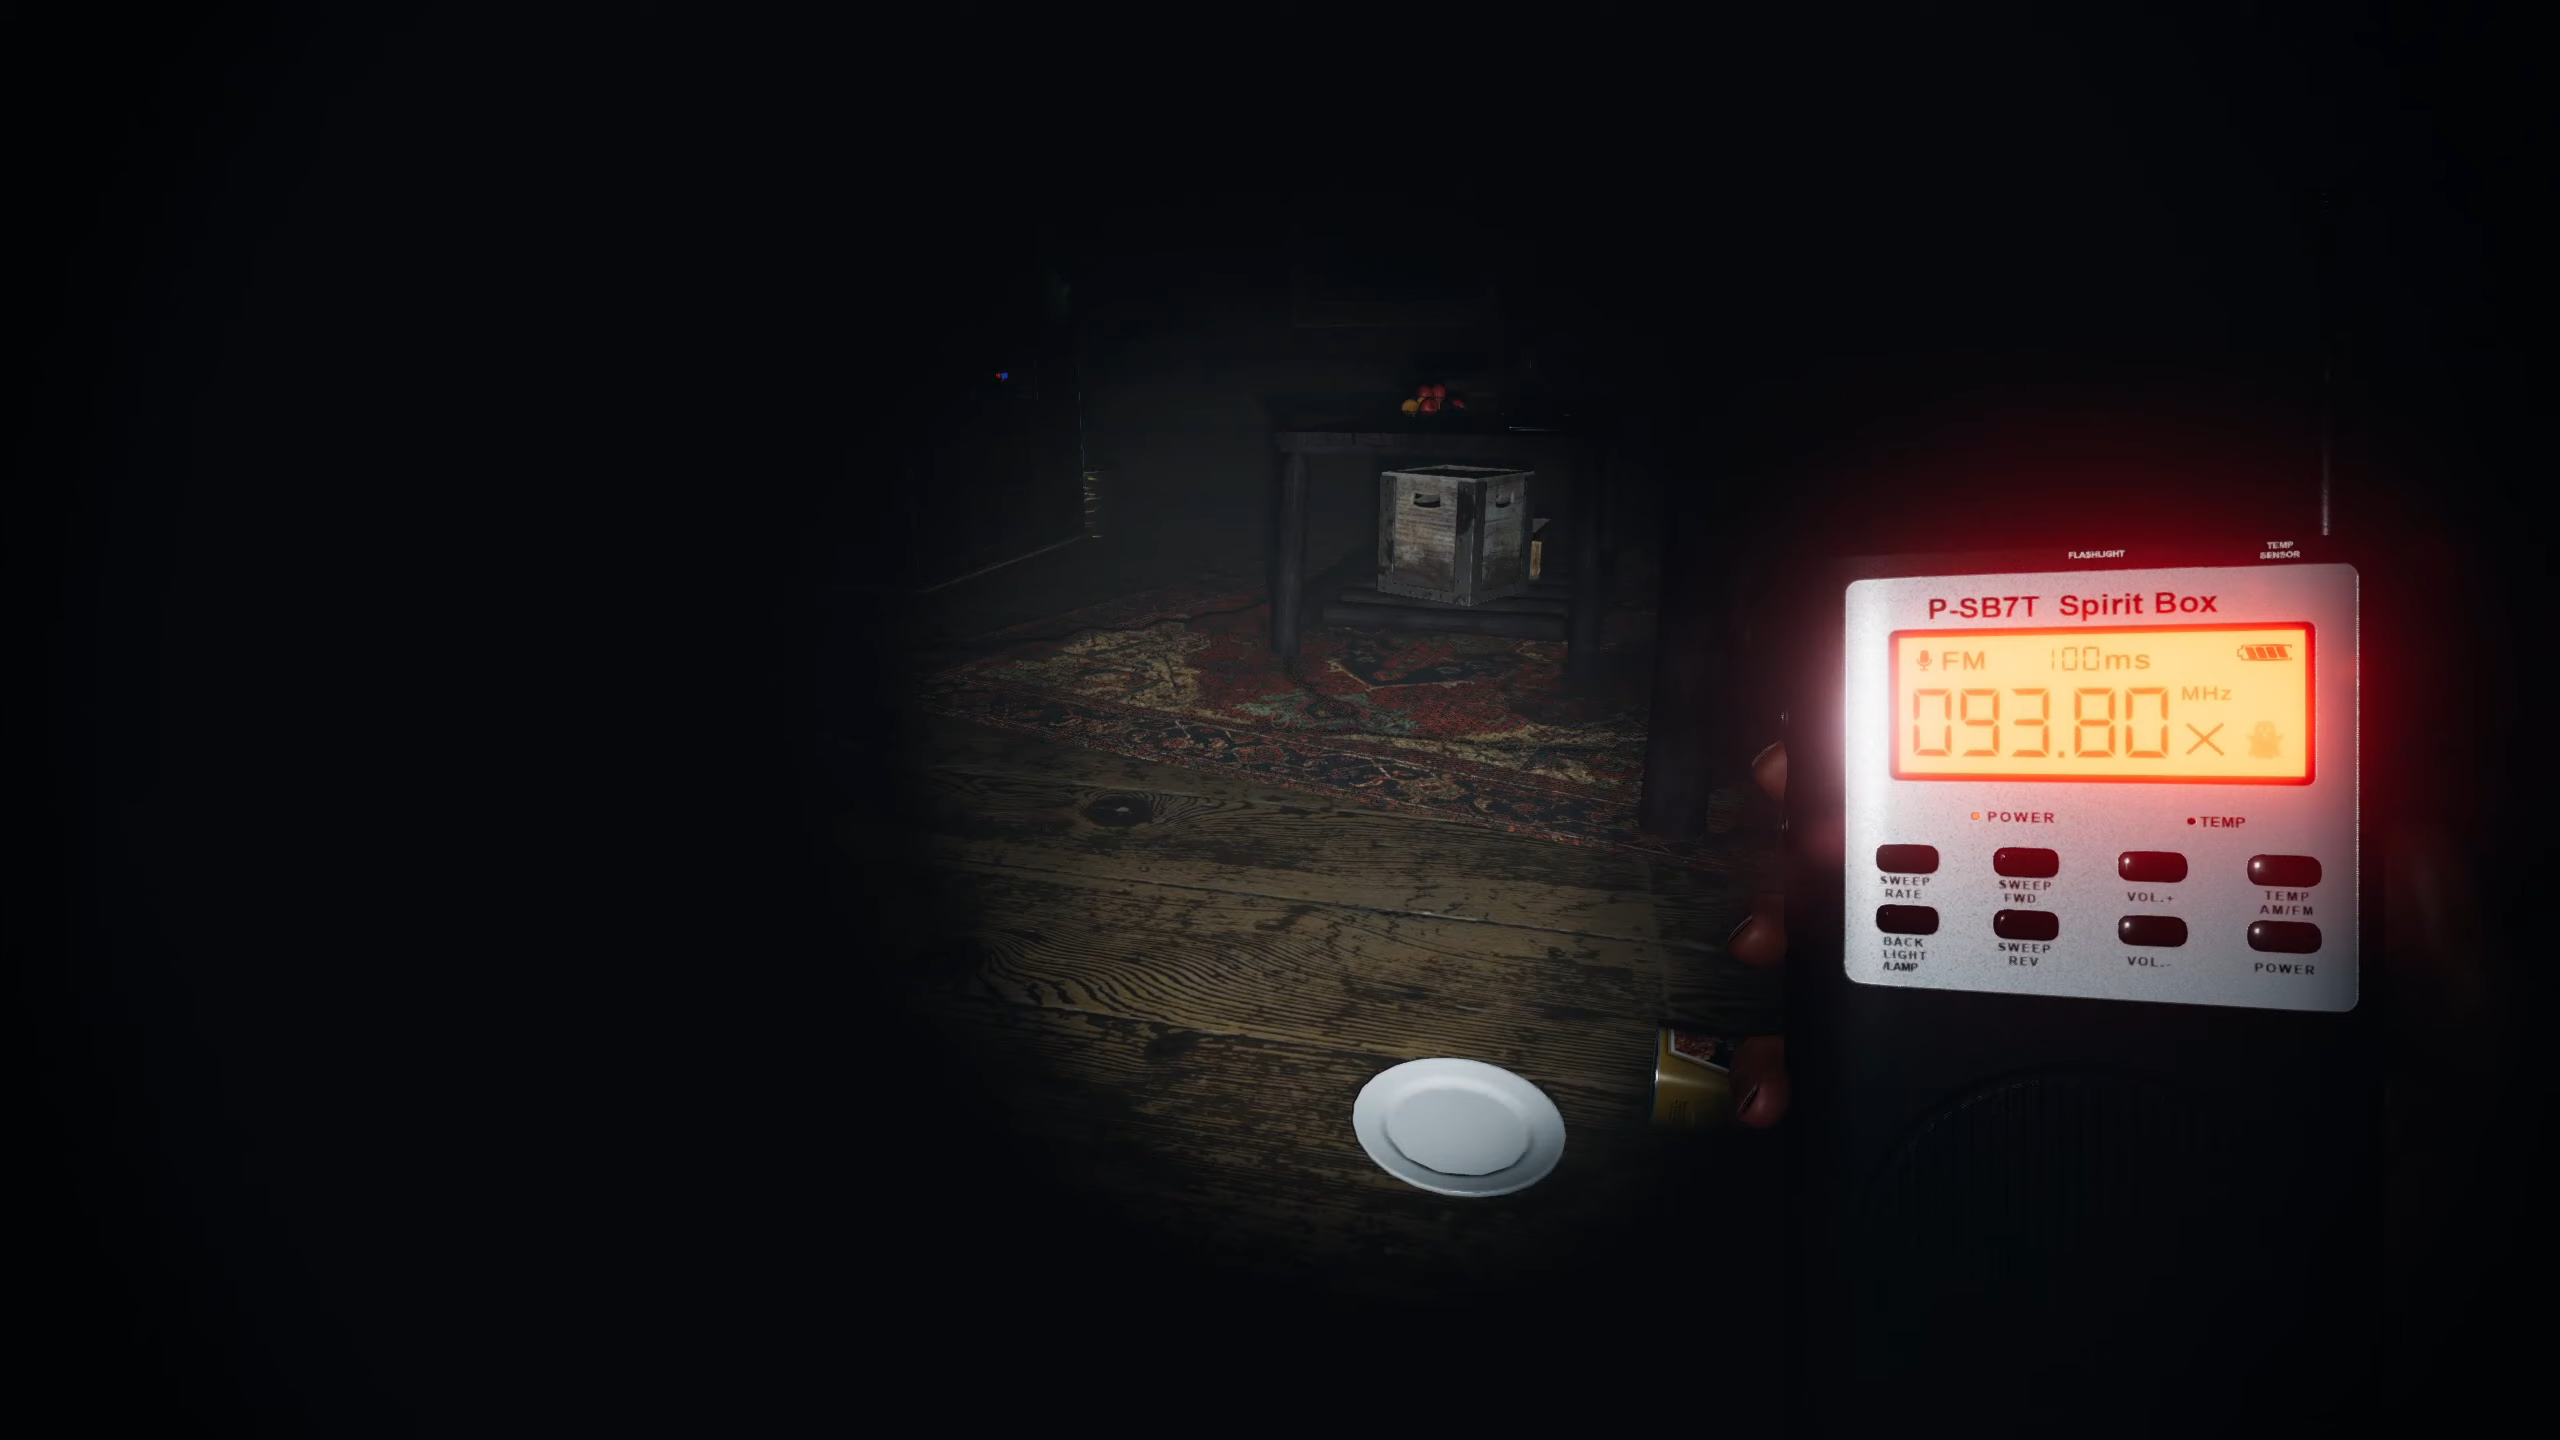 FLASHLIGHT
TEMP
SENSOR
P-SB7T Spirit Box
FM 100ms
093.80 MHz
POWER
TEMP
SWEEP
RATE
SWEEP
FWD
VOL.+
TEMP
AM/FM
BACK
LIGHT
/LAMP
SWEEP
REV
VOL.-
POWER